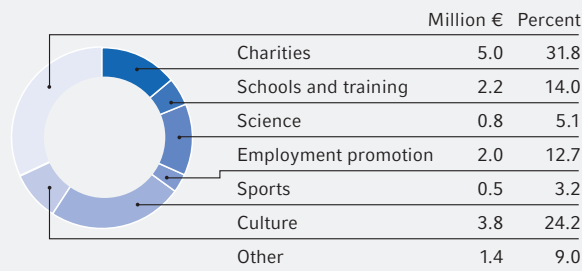 Million € Percent
Charities 5.0 31.8
Schools and training 2.2 14.0
Science 0.8 5.1
Employment promotion 2.0 12.7
Sports 0.5 3.2
Culture 3.8 24.2
Other 1.4 9.0